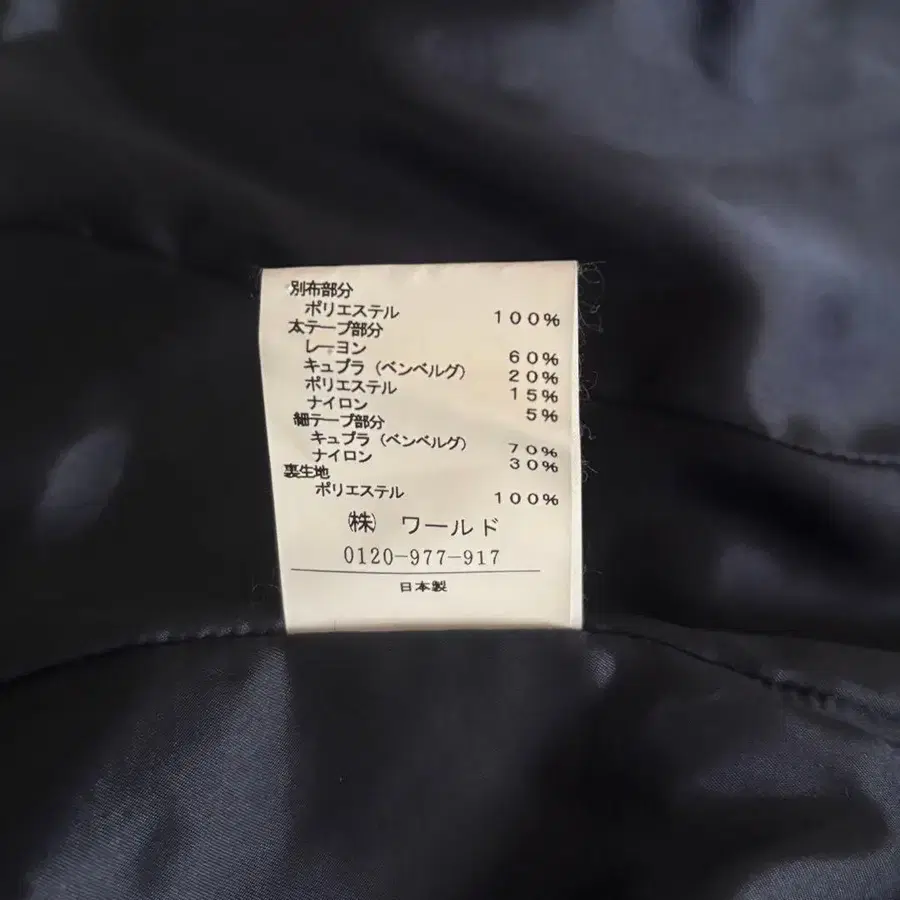 別布部分
ポリエステル 100%
太テープ部分
レーヨン 60%
キュプラ(ベンベルグ) 20%
ポリエステル 15%
ナイロン 5%
細テープ部分
キュプラ(ベンベルグ) 70%
ナイロン 30%
裏生地
ポリエステル 100%
㈱ ワールド
0120-977-917
日本製